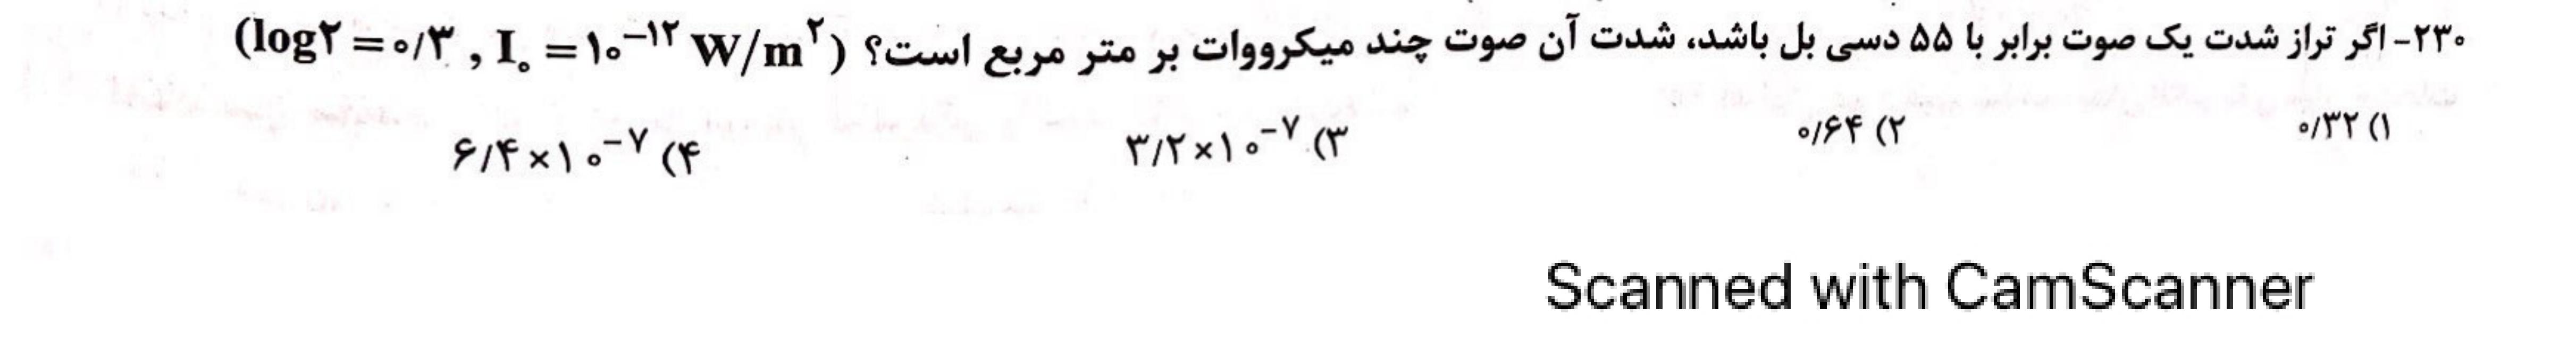 ۲۳۰- اگر تراز شدت یک صوت برابر با ۵۵ دسی بل باشد، شدت آن صوت چند میکرووات بر متر مربع است؟ (log۲ = ۰/۳ , I₀ = ۱۰⁻¹² W/m²)
۱) ۰/۳۲ ۲) ۰/۶۴ ۳) ۳/۲×۱۰⁻⁷ ۴) ۶/۴×۱۰⁻⁷
Scanned with CamScanner